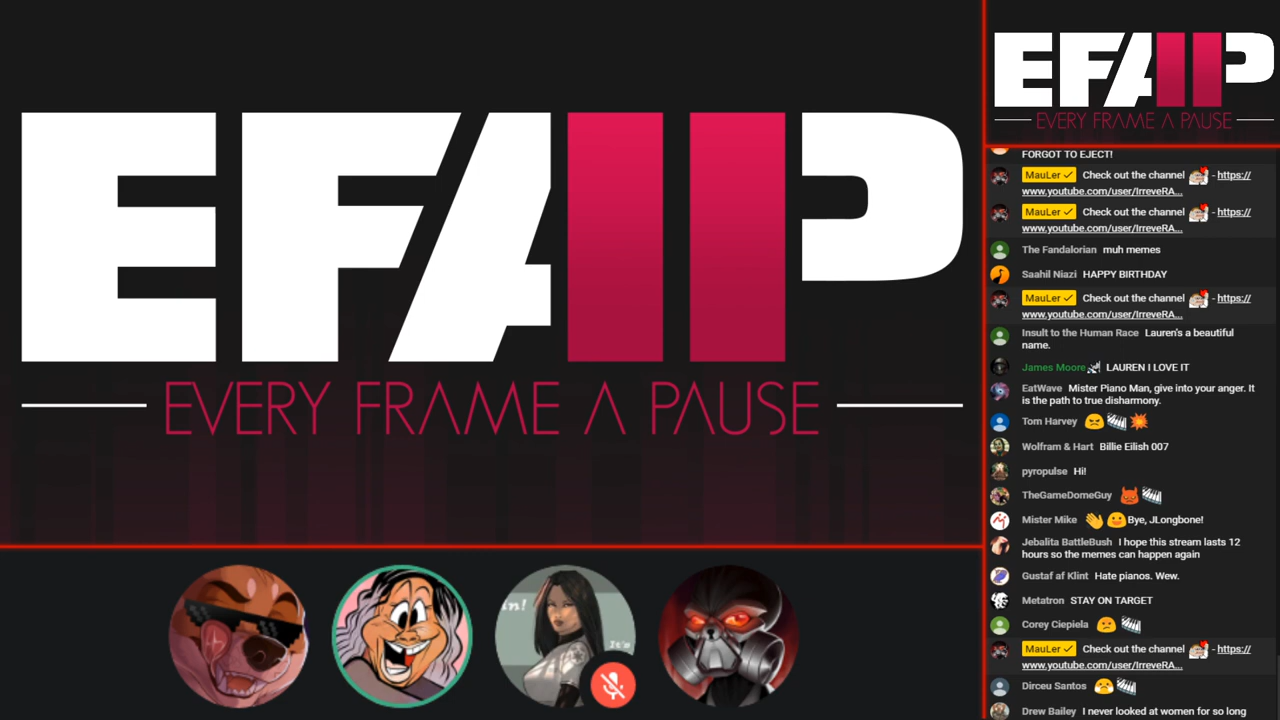 EFAP
EVERY FRAME A PAUSE
EFAP
EVERY FRAME A PAUSE
FORGOT TO EJECT!
MauLer Check out the channel - https://
www.youtube.com/user/IrreveRA...
MauLer Check out the channel - https://
www.youtube.com/user/IrreveRA...
The Fandalorian muh memes
Saahil Niazi HAPPY BIRTHDAY
MauLer Check out the channel - https://
www.youtube.com/user/IrreveRA...
Insult to the Human Race Lauren's a beautiful
name.
James Moore LAUREN I LOVE IT
EatWave Mister Piano Man, give into your anger. It
is the path to true disharmony.
Tom Harvey
Wolfram & Hart Billie Eilish 007
pyropulse Hi!
TheGameDomeGuy
Mister Mike Bye, JLongbone!
Jebalita BattleBush I hope this stream lasts 12
hours so the memes can happen again
Gustaf af Klint Hate pianos. Wew.
Metatron STAY ON TARGET
Corey Ciepiela
MauLer Check out the channel - https://
www.youtube.com/user/IrreveRA...
Dirceu Santos
Drew Bailey I never looked at women for so long
in!
It's